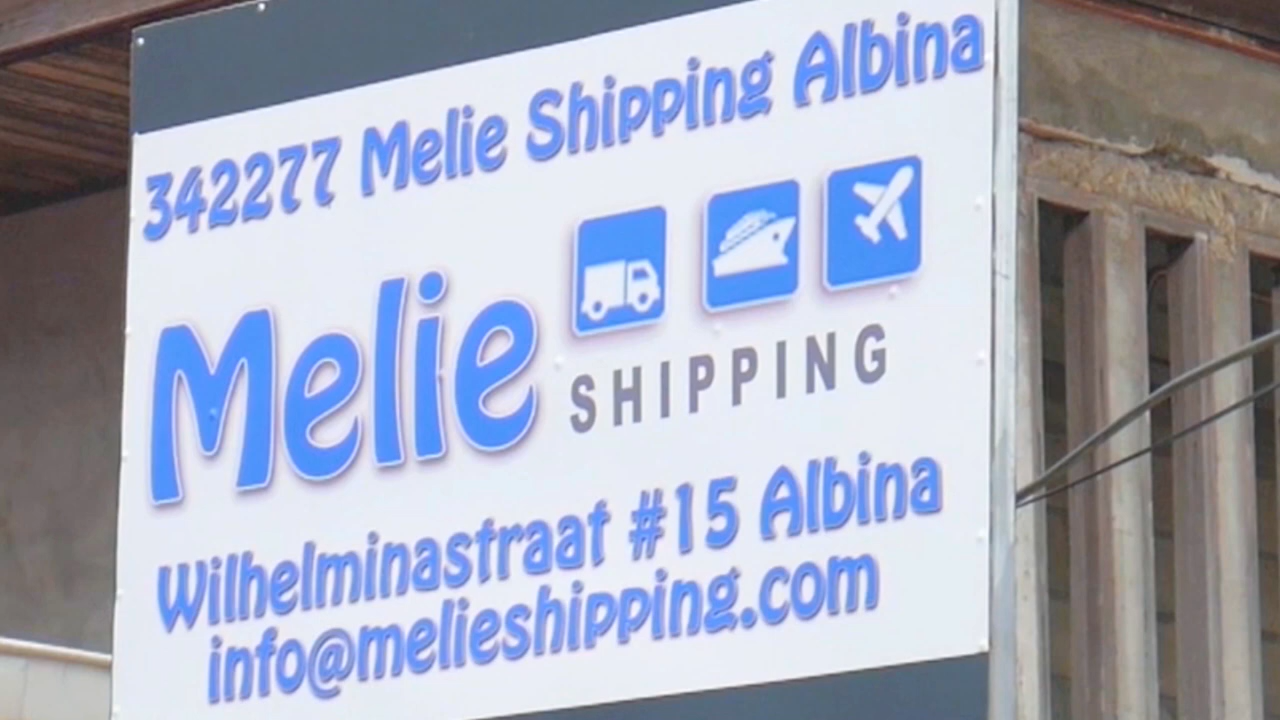 342277 Melie Shipping Albina
Melie
SHIPPING
Wilhelminastraat #15 Albina
info@melieshipping.com